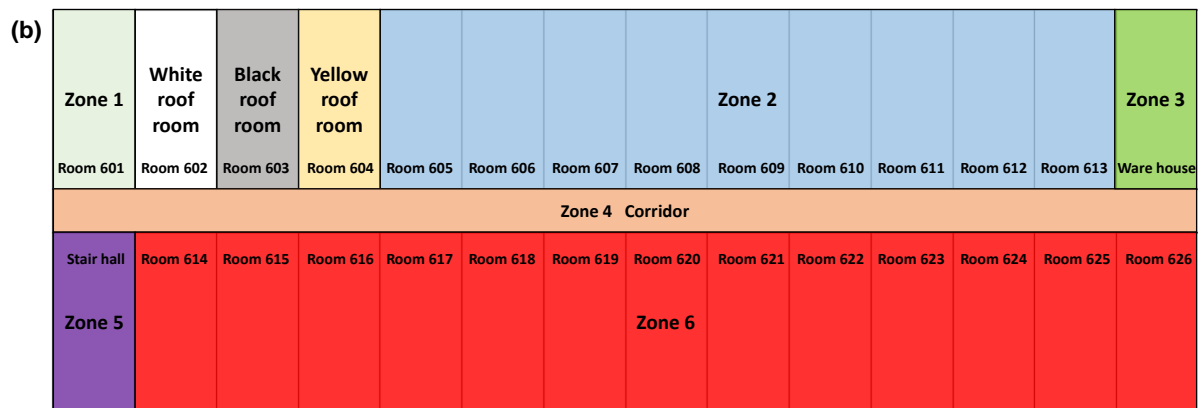 (b)
Zone 1
White
roof
room
Black
roof
room
Yellow
roof
room
Zone 2
Zone 3
Room 601 Room 602 Room 603 Room 604 Room 605 Room 606 Room 607 Room 608 Room 609 Room 610 Room 611 Room 612 Room 613 Ware house
Zone 4 Corridor
Stair hall Room 614 Room 615 Room 616 Room 617 Room 618 Room 619 Room 620 Room 621 Room 622 Room 623 Room 624 Room 625 Room 626
Zone 5
Zone 6